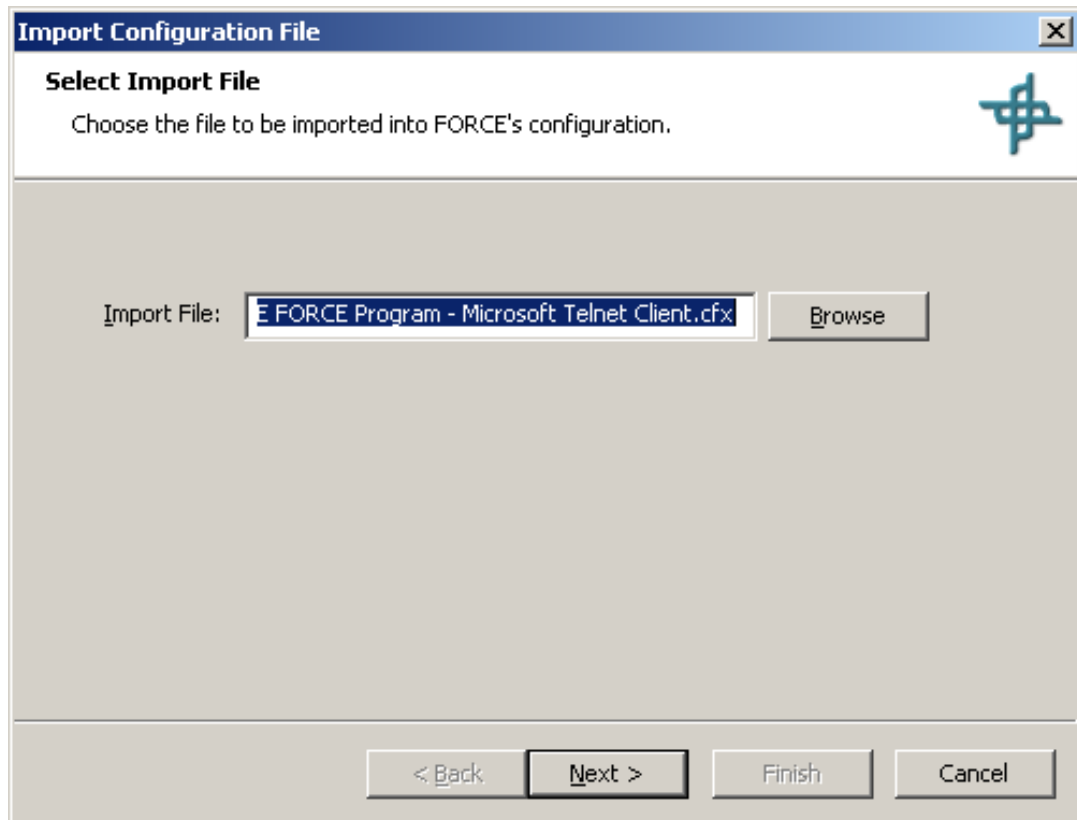 Import Configuration File
Select Import File
Choose the file to be imported into FORCE's configuration.
Import File: E FORCE Program - Microsoft Telnet Client.cfx Browse
< Back Next > Finish Cancel